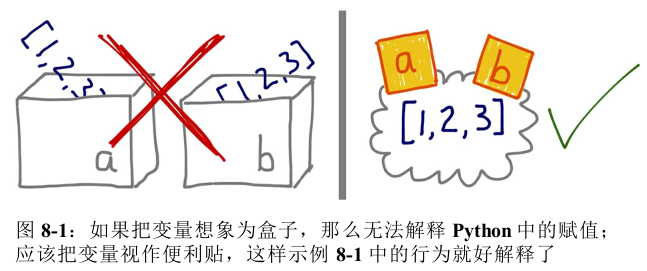 [1,2,3]
[1,2,3]
a
b
a
b
[1,2,3]
图 8-1：如果把变量想象为盒子，那么无法解释 Python 中的赋值；
应该把变量视作便利贴，这样示例 8-1 中的行为就好解释了